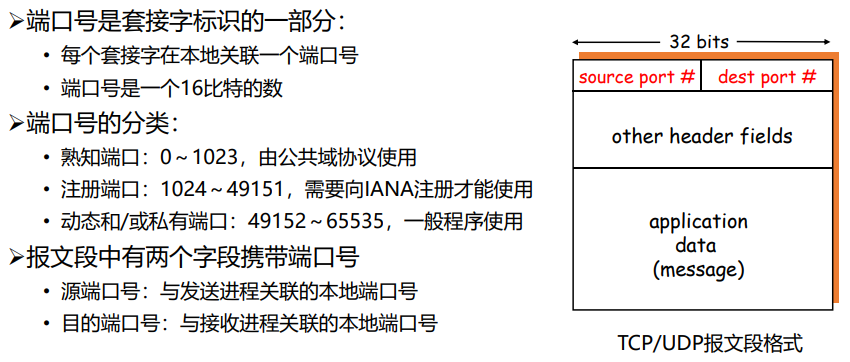 ➢端口号是套接字标识的一部分：
• 每个套接字在本地关联一个端口号
• 端口号是一个16比特的数
➢端口号的分类：
• 熟知端口：0～1023，由公共域协议使用
• 注册端口：1024～49151，需要向IANA注册才能使用
• 动态和/或私有端口：49152～65535，一般程序使用
➢报文段中有两个字段携带端口号
• 源端口号：与发送进程关联的本地端口号
• 目的端口号：与接收进程关联的本地端口号
32 bits
source port # dest port #
other header fields
application
data
(message)
TCP/UDP报文段格式